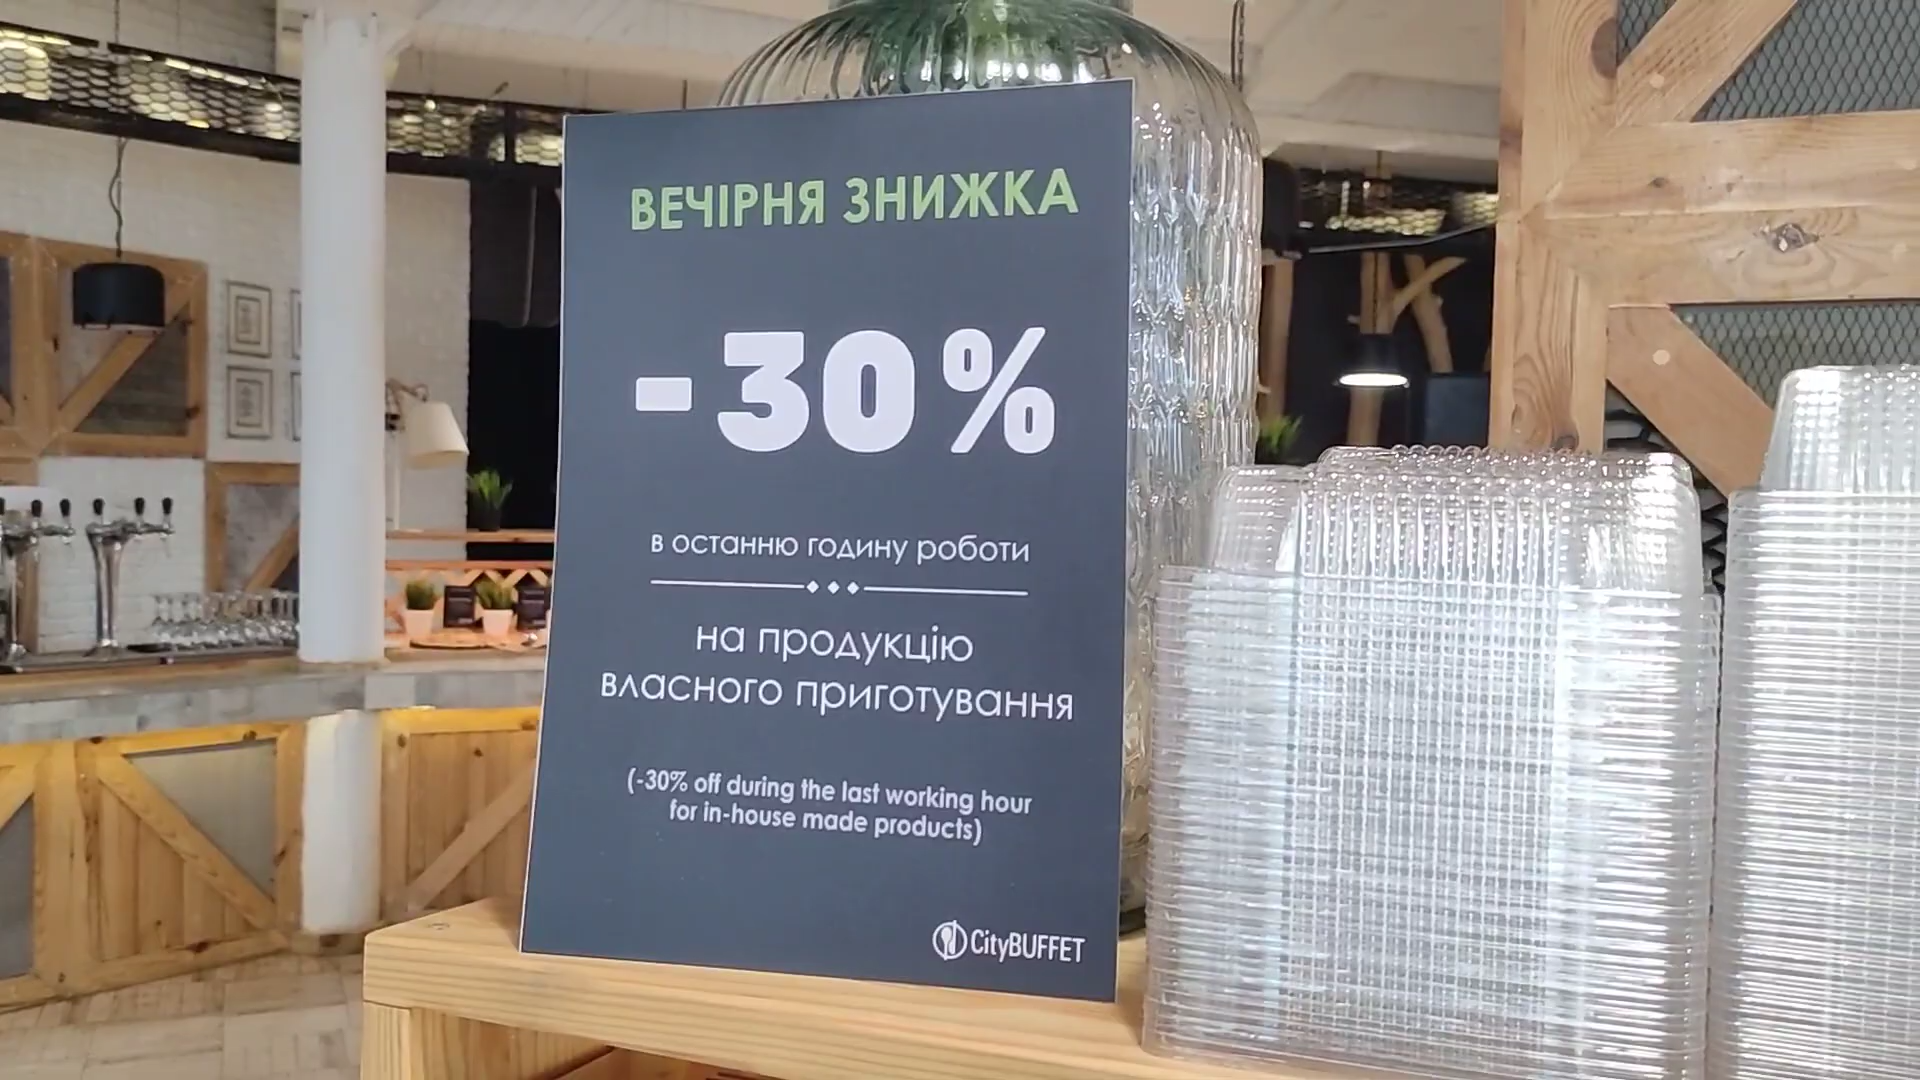 ВЕЧІРНЯ ЗНИЖКА
-30%
в останню годину роботи
на продукцію
власного приготування
(-30% off during the last working hour
for in-house made products)
CityBUFFET